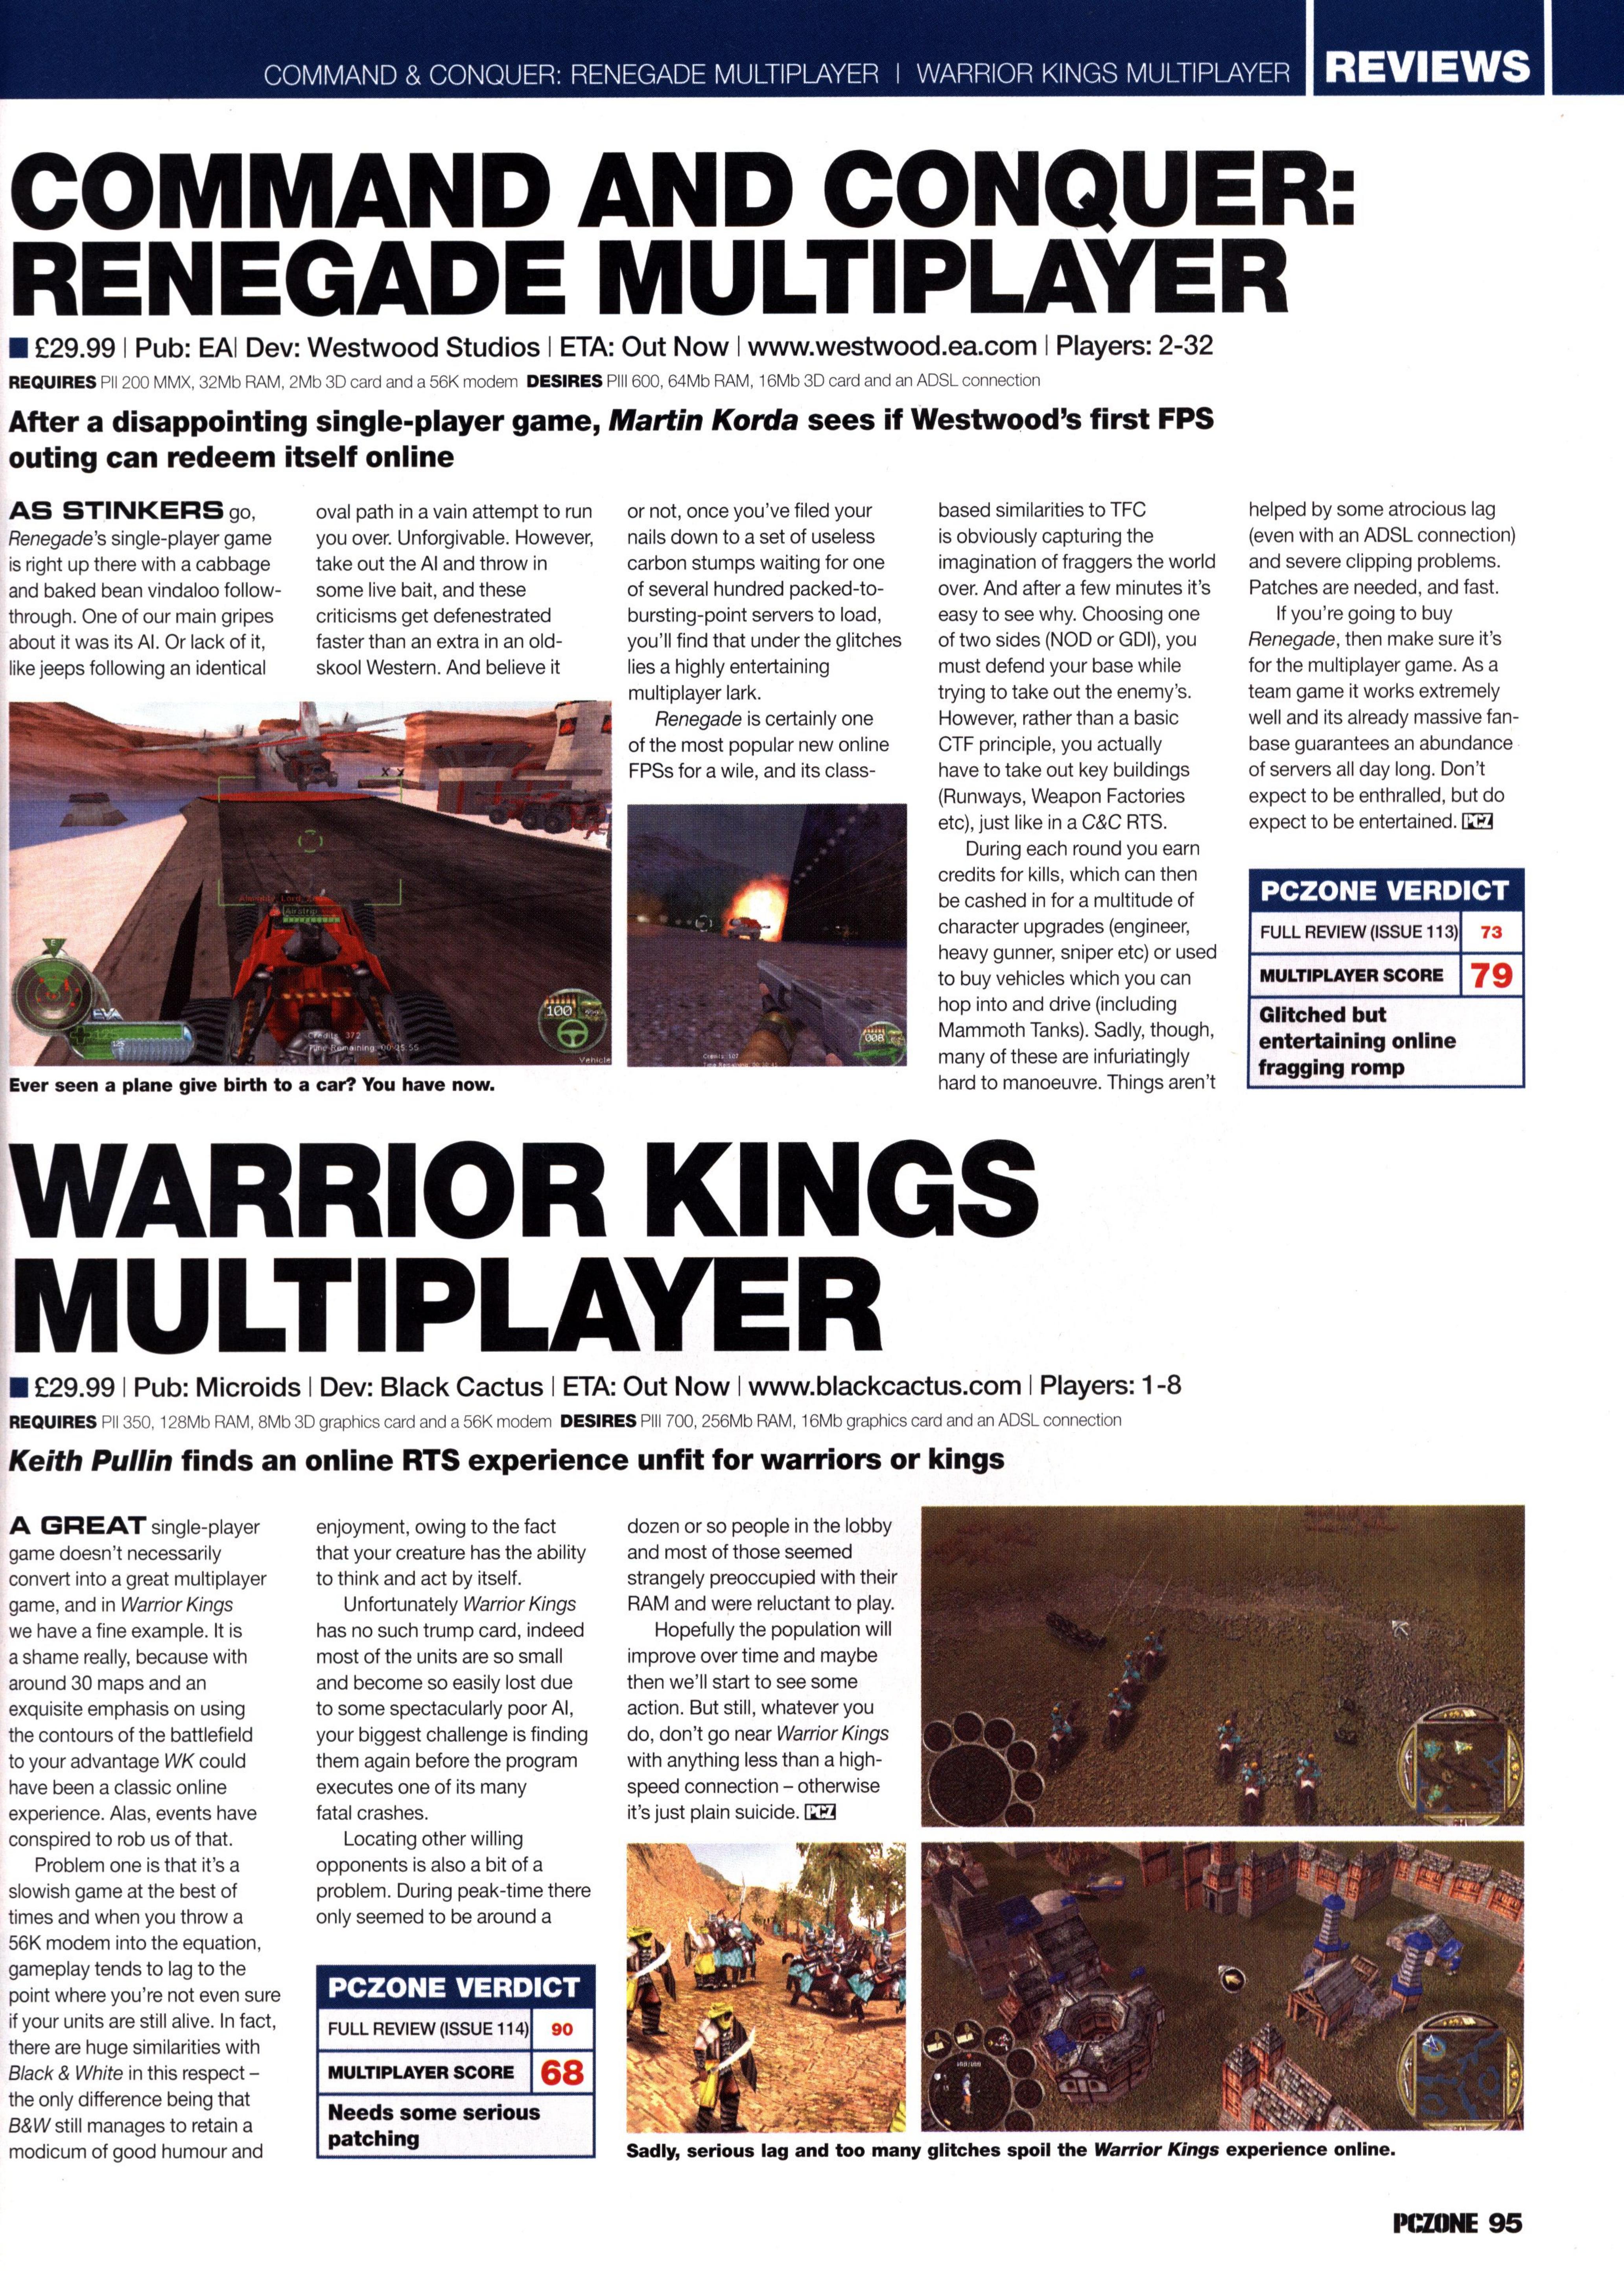 COMMAND & CONQUER: RENEGADE MULTIPLAYER | WARRIOR KINGS MULTIPLAYER
REVIEWS
COMMAND AND CONQUER:
RENEGADE MULTIPLAYER
£29.99 | Pub: EA| Dev: Westwood Studios | ETA: Out Now | www.westwood.ea.com | Players: 2-32
REQUIRES PII 200 MMX, 32Mb RAM, 2Mb 3D card and a 56K modem DESIRES PIII 600, 64Mb RAM, 16Mb 3D card and an ADSL connection
After a disappointing single-player game, Martin Korda sees if Westwood's first FPS
outing can redeem itself online
AS STINKERS go,
Renegade's single-player game
is right up there with a cabbage
and baked bean vindaloo follow-
through. One of our main gripes
about it was its AI. Or lack of it,
like jeeps following an identical
oval path in a vain attempt to run
you over. Unforgivable. However,
take out the AI and throw in
some live bait, and these
criticisms get defenestrated
faster than an extra in an old-
skool Western. And believe it
or not, once you've filed your
nails down to a set of useless
carbon stumps waiting for one
of several hundred packed-to-
bursting-point servers to load,
you'll find that under the glitches
lies a highly entertaining
multiplayer lark.
Renegade is certainly one
of the most popular new online
FPSs for a wile, and its class-
based similarities to TFC
is obviously capturing the
imagination of fraggers the world
over. And after a few minutes it's
easy to see why. Choosing one
of two sides (NOD or GDI), you
must defend your base while
trying to take out the enemy's.
However, rather than a basic
CTF principle, you actually
have to take out key buildings
(Runways, Weapon Factories
etc), just like in a C&C RTS.
During each round you earn
credits for kills, which can then
be cashed in for a multitude of
character upgrades (engineer,
heavy gunner, sniper etc) or used
to buy vehicles which you can
hop into and drive (including
Mammoth Tanks). Sadly, though,
many of these are infuriatingly
hard to manoeuvre. Things aren't
helped by some atrocious lag
(even with an ADSL connection)
and severe clipping problems.
Patches are needed, and fast.
If you're going to buy
Renegade, then make sure it's
for the multiplayer game. As a
team game it works extremely
well and its already massive fan-
base guarantees an abundance
of servers all day long. Don't
expect to be enthralled, but do
expect to be entertained. PCZ
Airstrip
EVA
100
Credits: 372
Time Remaining: 00:15:55
Vehicle
008
Credits: 107
Ever seen a plane give birth to a car? You have now.
PCZONE VERDICT
FULL REVIEW (ISSUE 113) 73
MULTIPLAYER SCORE 79
Glitched but
entertaining online
fragging romp
WARRIOR KINGS
MULTIPLAYER
£29.99 | Pub: Microids | Dev: Black Cactus | ETA: Out Now | www.blackcactus.com | Players: 1-8
REQUIRES PII 350, 128Mb RAM, 8Mb 3D graphics card and a 56K modem DESIRES PIII 700, 256Mb RAM, 16Mb graphics card and an ADSL connection
Keith Pullin finds an online RTS experience unfit for warriors or kings
A GREAT single-player
game doesn't necessarily
convert into a great multiplayer
game, and in Warrior Kings
we have a fine example. It is
a shame really, because with
around 30 maps and an
exquisite emphasis on using
the contours of the battlefield
to your advantage WK could
have been a classic online
experience. Alas, events have
conspired to rob us of that.
Problem one is that it's a
slowish game at the best of
times and when you throw a
56K modem into the equation,
gameplay tends to lag to the
point where you're not even sure
if your units are still alive. In fact,
there are huge similarities with
Black & White in this respect –
the only difference being that
B&W still manages to retain a
modicum of good humour and
enjoyment, owing to the fact
that your creature has the ability
to think and act by itself.
Unfortunately Warrior Kings
has no such trump card, indeed
most of the units are so small
and become so easily lost due
to some spectacularly poor AI,
your biggest challenge is finding
them again before the program
executes one of its many
fatal crashes.
Locating other willing
opponents is also a bit of a
problem. During peak-time there
only seemed to be around a
dozen or so people in the lobby
and most of those seemed
strangely preoccupied with their
RAM and were reluctant to play.
Hopefully the population will
improve over time and maybe
then we'll start to see some
action. But still, whatever you
do, don't go near Warrior Kings
with anything less than a high-
speed connection – otherwise
it's just plain suicide. PCZ
PCZONE VERDICT
FULL REVIEW (ISSUE 114) 90
MULTIPLAYER SCORE 68
Needs some serious
patching
Sadly, serious lag and too many glitches spoil the Warrior Kings experience online.
PCZONE 95